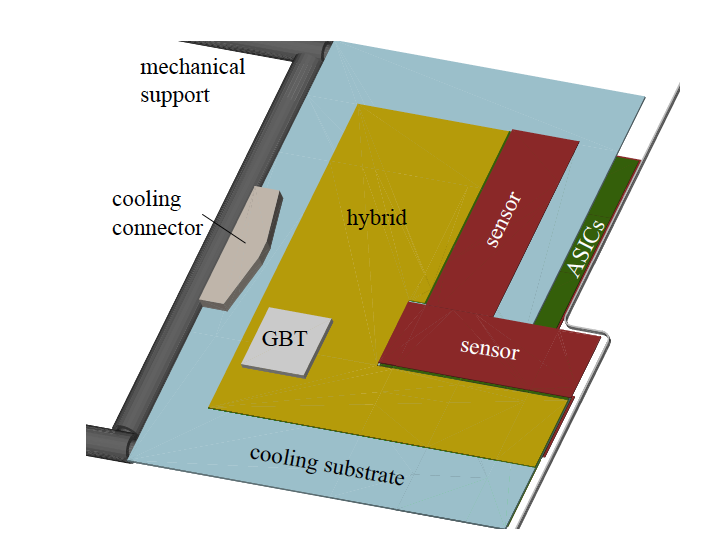 mechanical
support
cooling
connector
hybrid
sensor
ASICs
GBT
sensor
cooling substrate